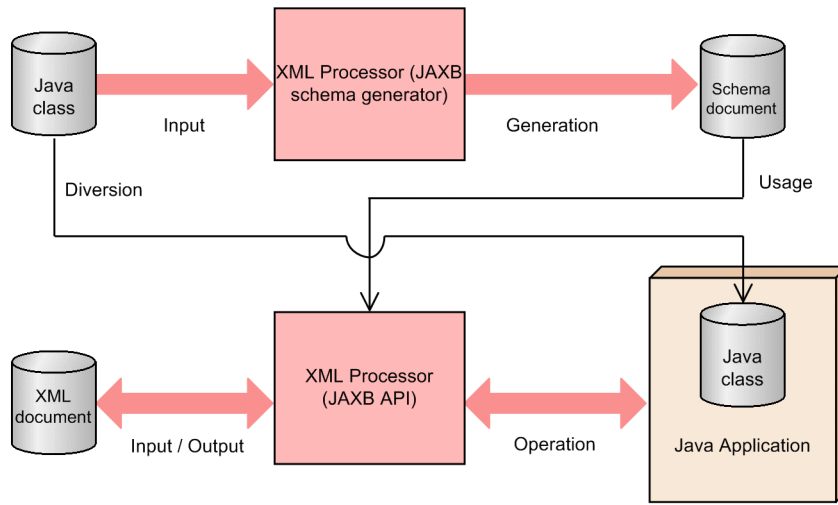 Java
class
Input
XML Processor (JAXB
schema generator)
Generation
Schema
document
Diversion
Usage
XML
document
Input / Output
XML Processor
(JAXB API)
Operation
Java
class
Java Application